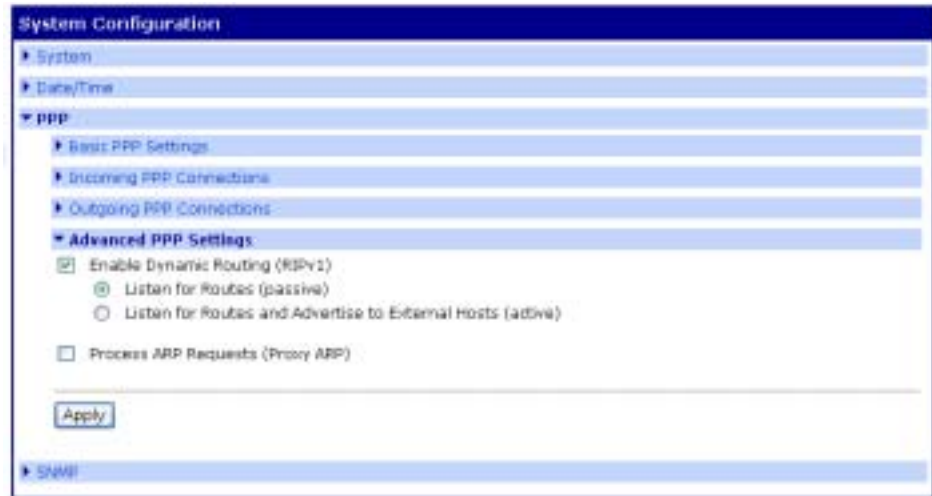 System Configuration
System
Date/Time
PPP
Basic PPP Settings
Incoming PPP Connections
Outgoing PPP Connections
Advanced PPP Settings
Enable Dynamic Routing (RIPv1)
Listen for Routes (passive)
Listen for Routes and Advertise to External Hosts (active)
Process ARP Requests (Proxy ARP)
Apply
SNMP